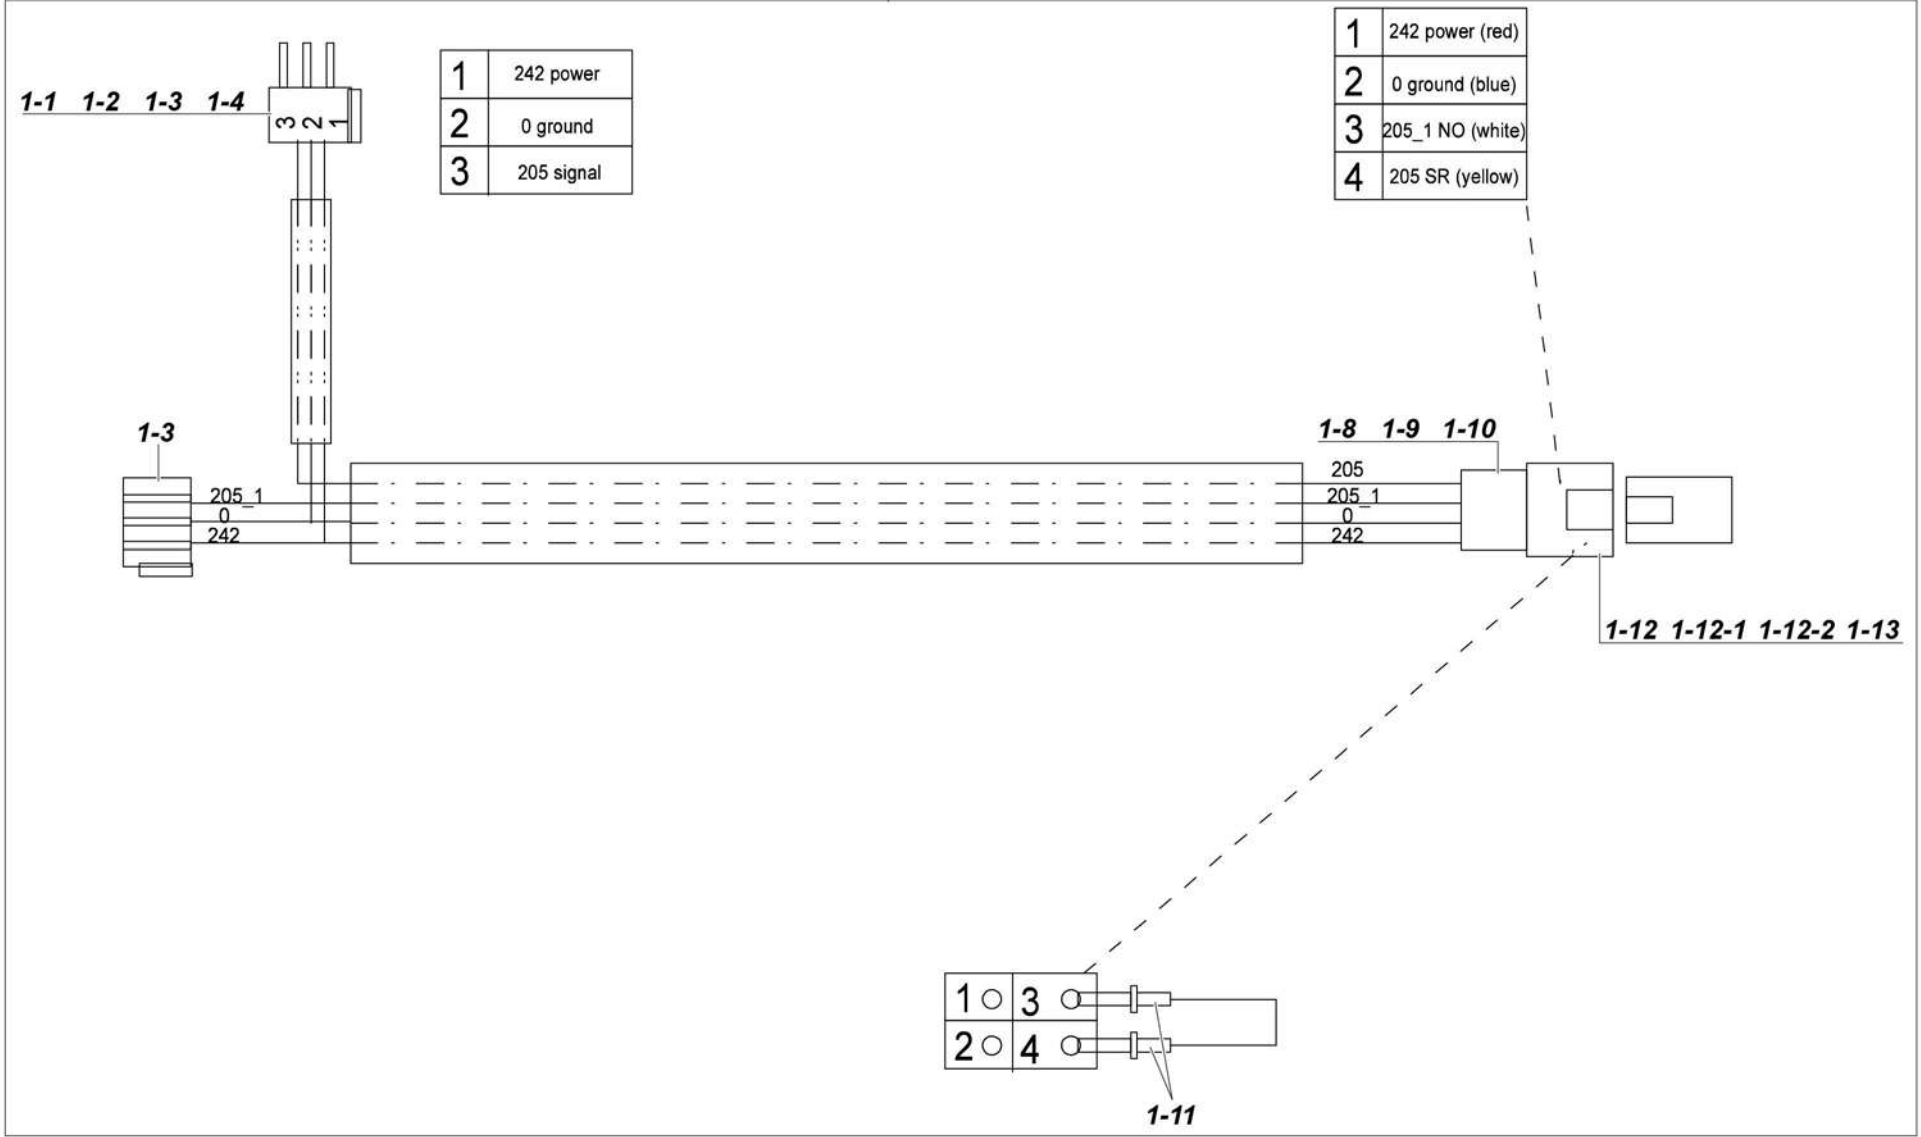 1-1 1-2 1-3 1-4
3 2 1
1 242 power
2 0 ground
3 205 signal
1 242 power (red)
2 0 ground (blue)
3 205_1 NO (white)
4 205 SR (yellow)
1-3
205_1
0
242
1-8 1-9 1-10
205
205_1
0
242
1-12 1-12-1 1-12-2 1-13
1 3
2 4
1-11